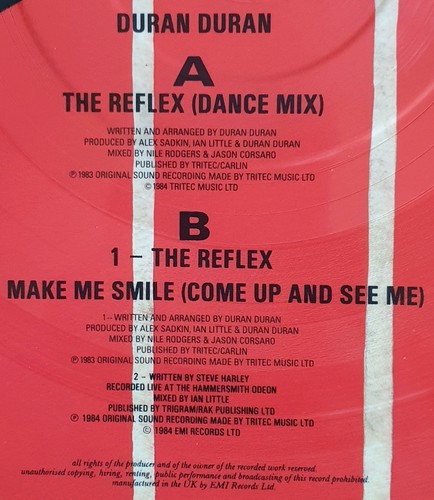 DURAN DURAN
A
THE REFLEX (DANCE MIX)
WRITTEN AND ARRANGED BY DURAN DURAN
PRODUCED BY ALEX SADKIN, IAN LITTLE & DURAN DURAN
MIXED BY NILE RODGERS & JASON CORSARO
PUBLISHED BY TRITEC/CARLIN
℗ 1983 ORIGINAL SOUND RECORDING MADE BY TRITEC MUSIC LTD
© 1984 TRITEC MUSIC LTD
B
1 – THE REFLEX
MAKE ME SMILE (COME UP AND SEE ME)
1 – WRITTEN AND ARRANGED BY DURAN DURAN
PRODUCED BY ALEX SADKIN, IAN LITTLE & DURAN DURAN
MIXED BY NILE RODGERS & JASON CORSARO
PUBLISHED BY TRITEC/CARLIN
℗ 1983 ORIGINAL SOUND RECORDING MADE BY TRITEC MUSIC LTD
2 – WRITTEN BY STEVE HARLEY
RECORDED LIVE AT THE HAMMERSMITH ODEON
MIXED BY IAN LITTLE
PUBLISHED BY TRIGRAM/RAK PUBLISHING LTD
℗ 1984 ORIGINAL SOUND RECORDING MADE BY TRITEC MUSIC LTD
© 1984 EMI RECORDS LTD
all rights of the producer and of the owner of the recorded work reserved.
unauthorised copying, hiring, renting, public performance and broadcasting of this record prohibited.
manufactured in the UK by EMI Records Ltd.